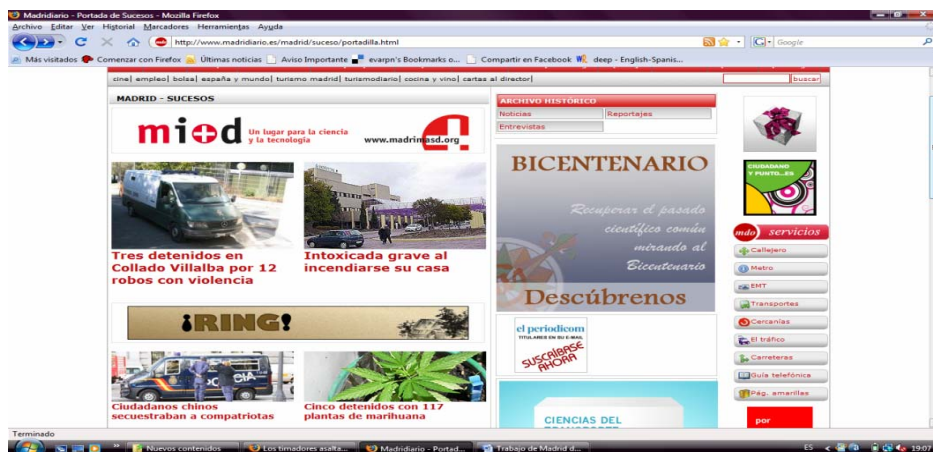 Madridiario - Portada de Sucesos - Mozilla Firefox
Archivo Editar Ver Historial Marcadores Herramientas Ayuda
http://www.madridiario.es/madrid/suceso/portadilla.html
Google
Más visitados Comenzar con Firefox Últimas noticias Aviso Importante evarpn's Bookmarks o... Compartir en Facebook deep - English-Spanis...
cine| empleo| bolsa| españa y mundo| turismo madrid| turismodiario| cocina y vino| cartas al director|
buscar
MADRID - SUCESOS
mi+d Un lugar para la ciencia
y la tecnología
www.madrimasd.org
Tres detenidos en
Collado Villalba por 12
robos con violencia
Intoxicada grave al
incendiarse su casa
¡RING!
Ciudadanos chinos
secuestraban a compatriotas
Cinco detenidos con 117
plantas de marihuana
ARCHIVO HISTÓRICO
Noticias
Reportajes
Entrevistas
BICENTENARIO
Recuperar el pasado
científico común
mirando al
Bicentenario
Descúbrenos
el periodicom
TITULARES EN SU E-MAIL
SUSCRÍBASE
AHORA
CIENCIAS DEL
CIUDADANO
Y PUNTO...ES
mdo servicios
Callejero
Metro
EMT
Transportes
Cercanías
El tráfico
Carreteras
Guía telefónica
Pág. amarillas
por
Terminado
Nuevos contenidos
Los timadores asalta...
Madridiario - Portad...
Trabajo de Madrid d...
ES
19:07